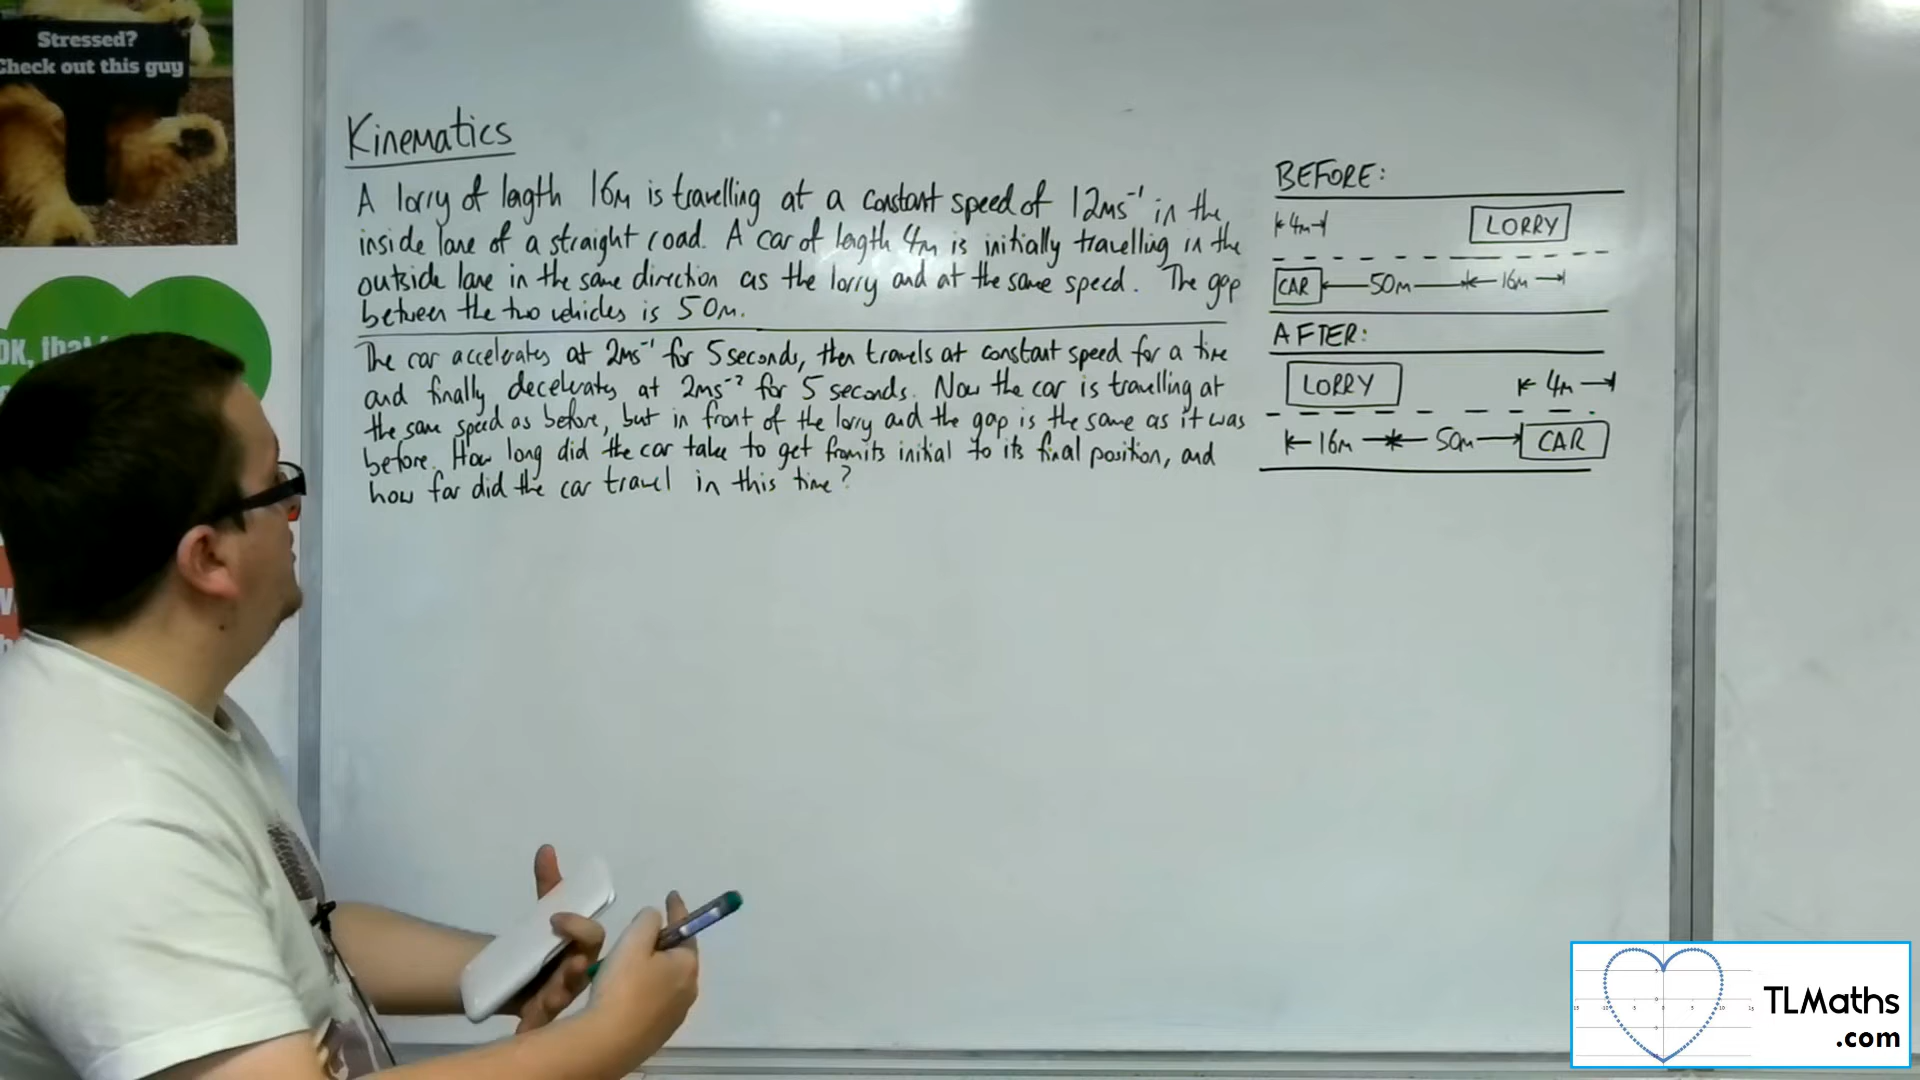 Stressed?
Check out this guy
OK, that
Kinematics
A lorry of length 16m is travelling at a constant speed of 12ms⁻¹ in the
inside lane of a straight road. A car of length 4m is initially travelling in the
outside lane in the same direction as the lorry and at the same speed. The gap
between the two vehicles is 50m.
The car accelerates at 2ms⁻¹ for 5 seconds, then travels at constant speed for a time
and finally decelerates at 2ms⁻² for 5 seconds. Now the car is travelling at
the same speed as before, but in front of the lorry and the gap is the same as it was
before. How long did the car take to get from its initial to its final position, and
how far did the car travel in this time?
BEFORE:
4m LORRY
CAR 50m 16m
AFTER:
LORRY 4m
16m 50m CAR
TLMaths
.com